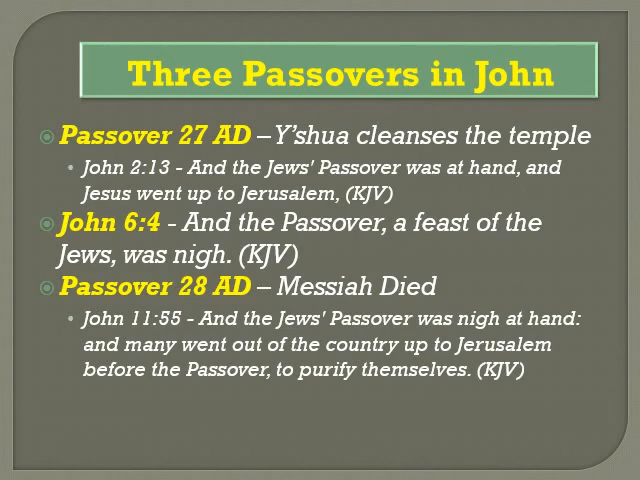 Three Passovers in John
Passover 27 AD – Y’shua cleanses the temple
• John 2:13 - And the Jews' Passover was at hand, and
Jesus went up to Jerusalem, (KJV)
John 6:4 - And the Passover, a feast of the
Jews, was nigh. (KJV)
Passover 28 AD – Messiah Died
• John 11:55 - And the Jews' Passover was nigh at hand:
and many went out of the country up to Jerusalem
before the Passover, to purify themselves. (KJV)